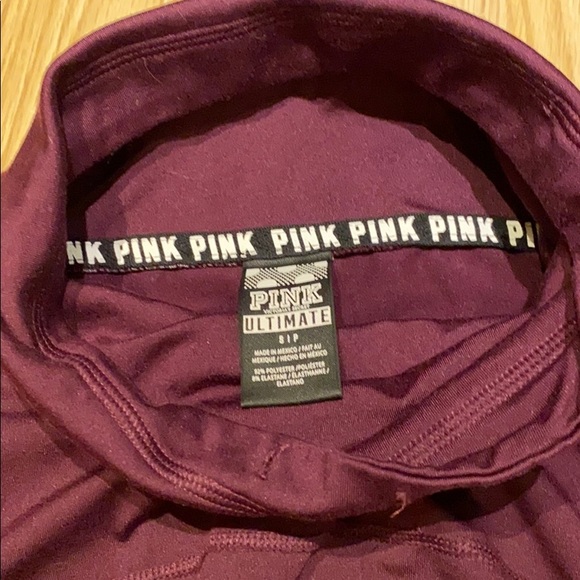 NK PINK PINK PINK PINK PINK PI
PINK
VICTORIA'S SECRET
ULTIMATE
S | P
MADE IN MEXICO / FAIT AU
MEXIQUE / HECHO EN MÉXICO
92% POLYESTER / POLIÉSTER
8% ELASTANE / ÉLASTHANNE /
ELASTANO